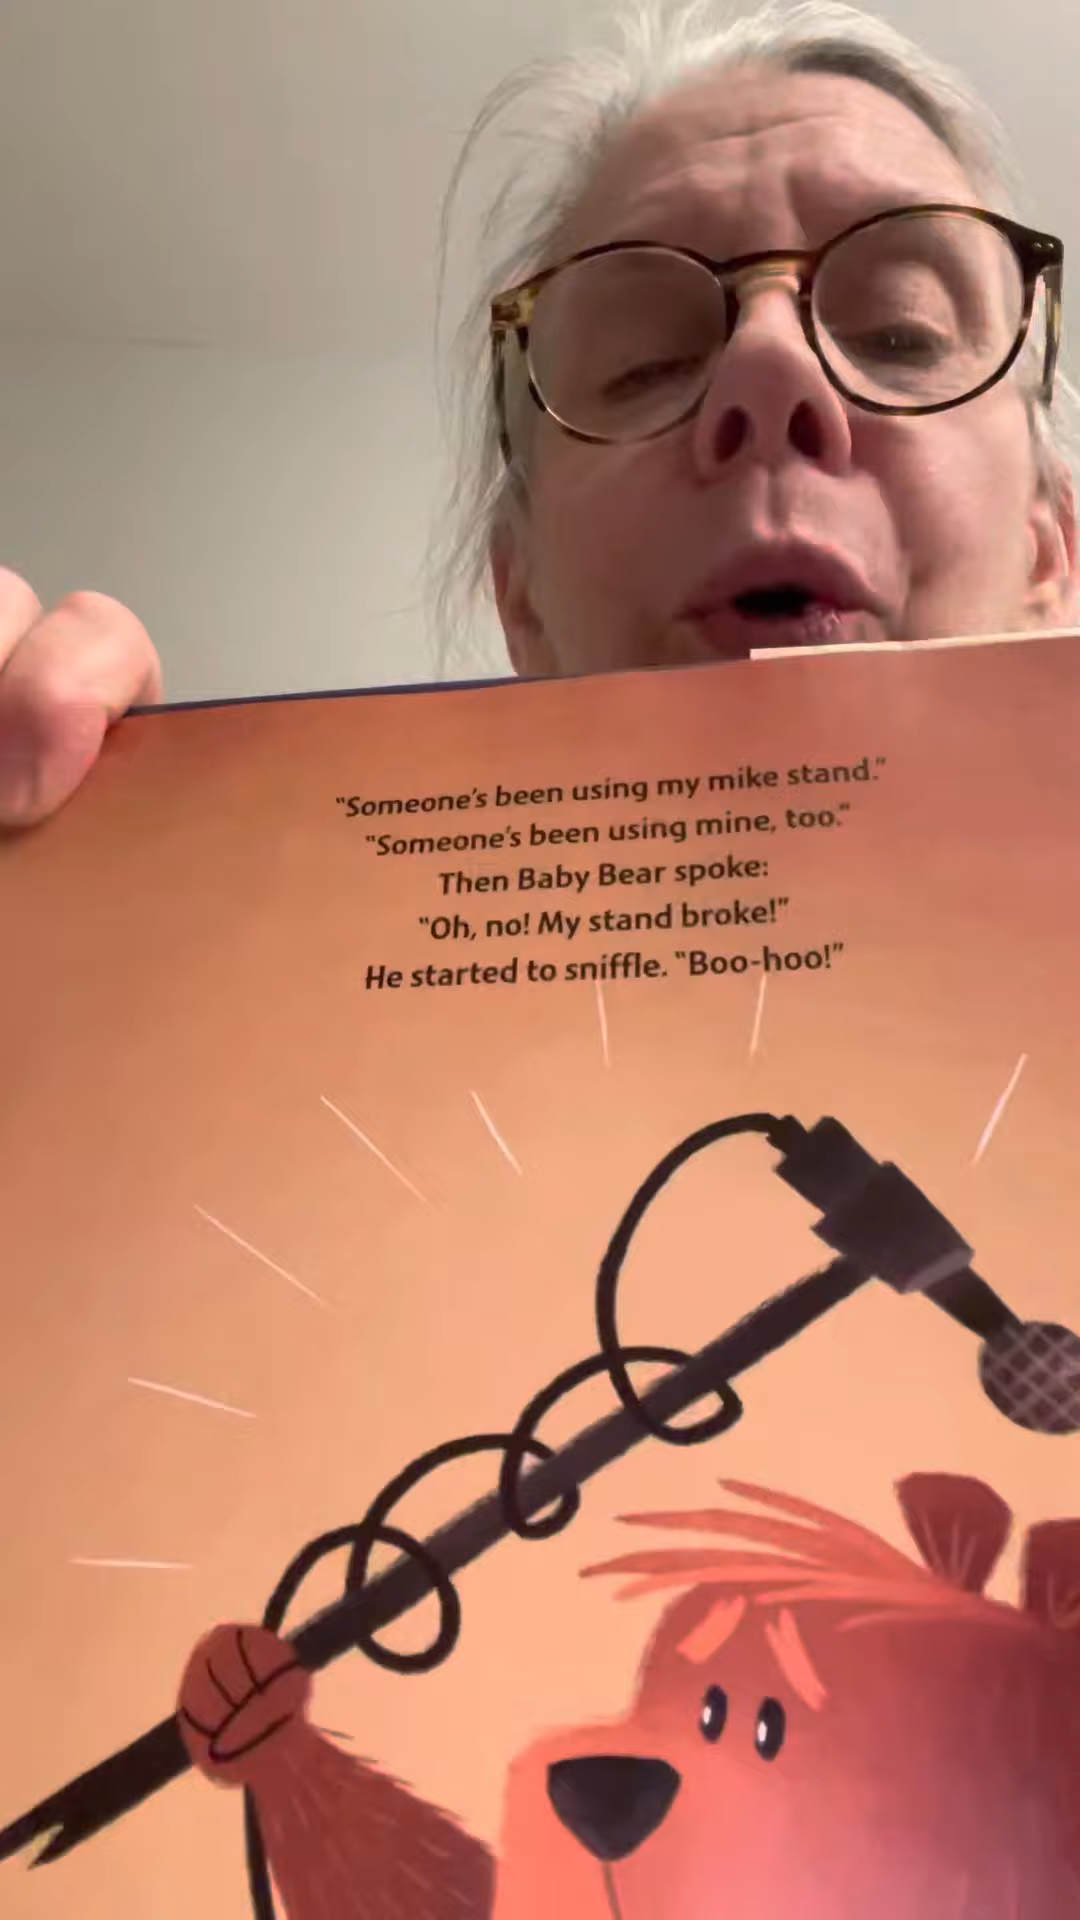 "Someone's been using my mike stand."
"Someone's been using mine, too."
Then Baby Bear spoke:
"Oh, no! My stand broke!"
He started to sniffle. "Boo-hoo!"